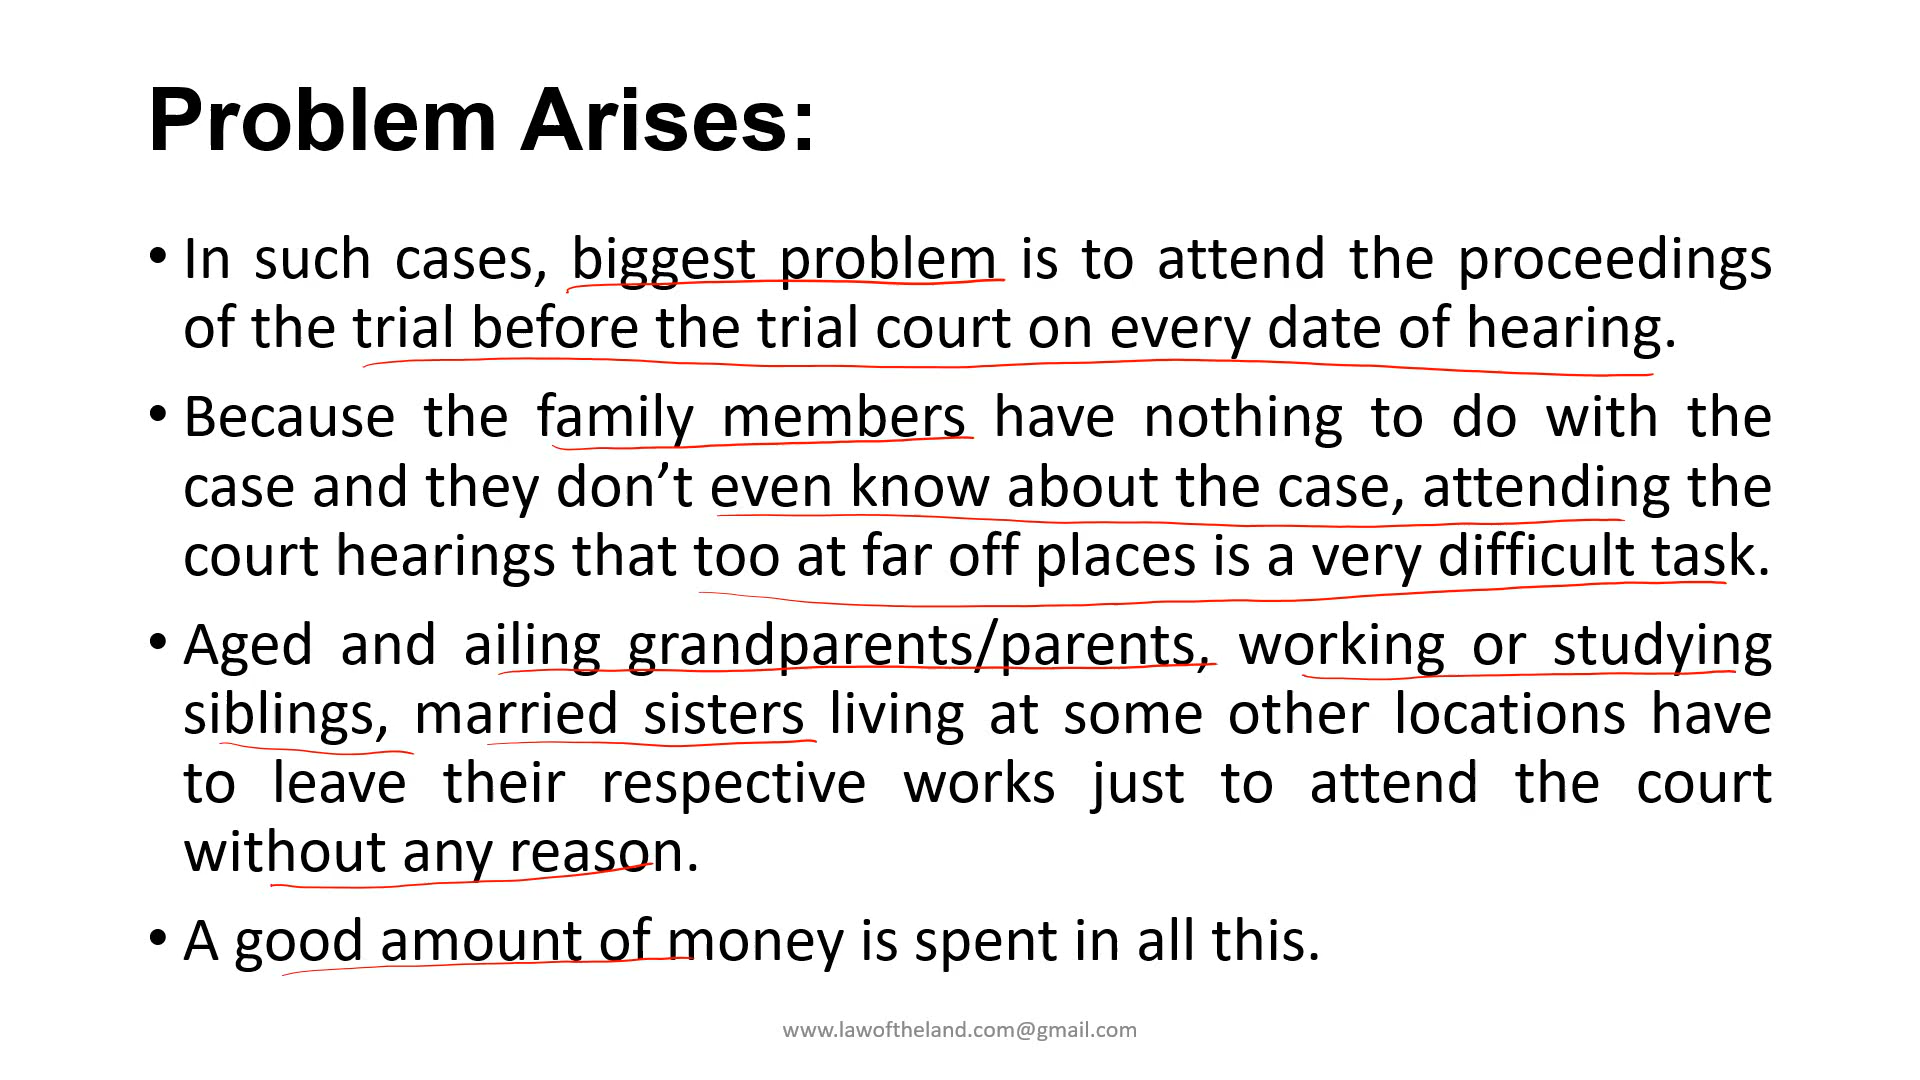 Problem Arises:
• In such cases, biggest problem is to attend the proceedings
of the trial before the trial court on every date of hearing.
• Because the family members have nothing to do with the
case and they don’t even know about the case, attending the
court hearings that too at far off places is a very difficult task.
• Aged and ailing grandparents/parents, working or studying
siblings, married sisters living at some other locations have
to leave their respective works just to attend the court
without any reason.
• A good amount of money is spent in all this.
www.lawoftheland.com@gmail.com